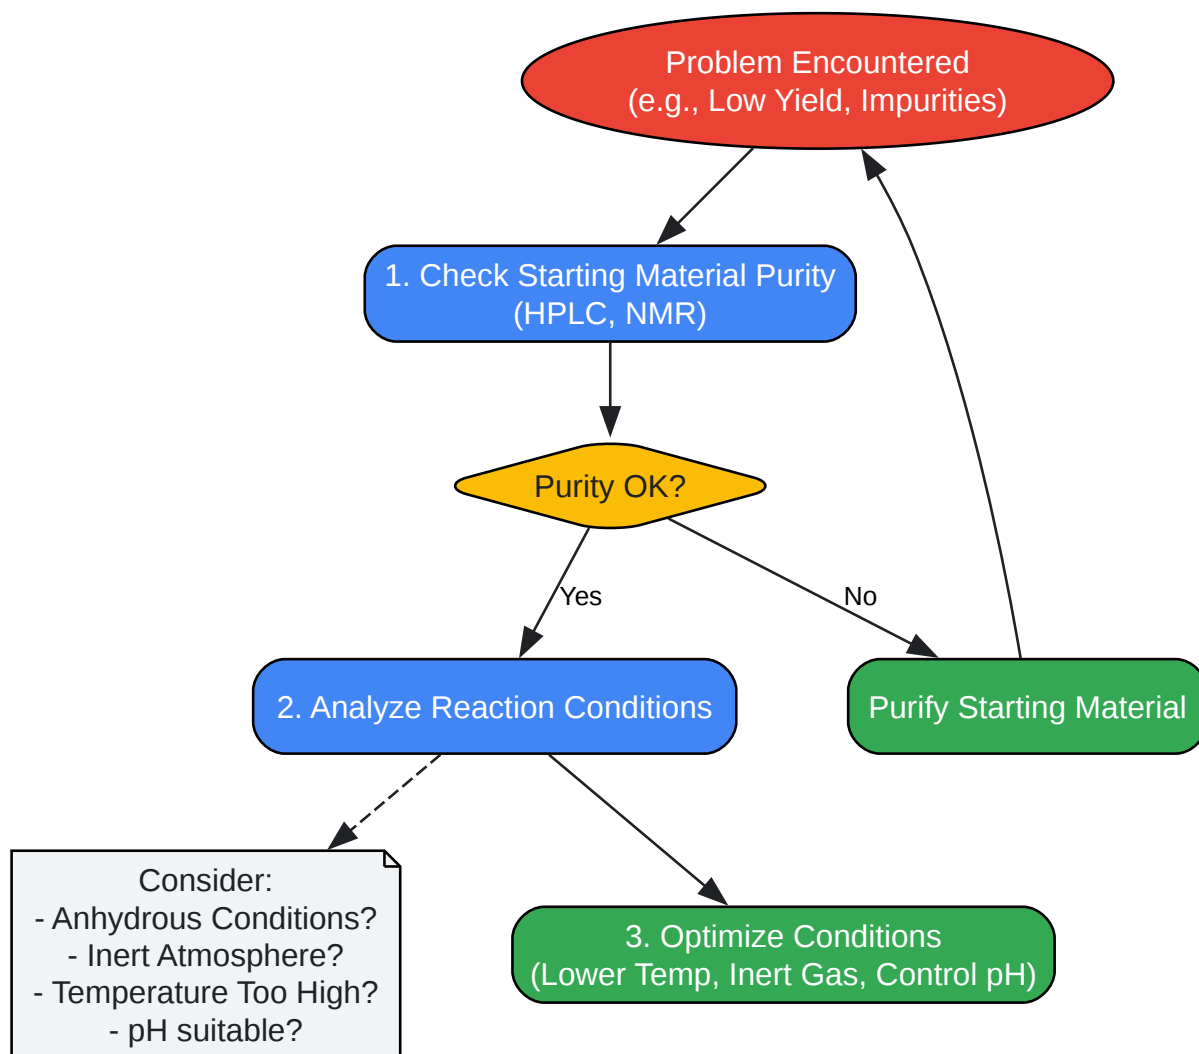 Problem Encountered
(e.g., Low Yield, Impurities)
1. Check Starting Material Purity
(HPLC, NMR)
Purity OK?
Yes
No
2. Analyze Reaction Conditions
Purify Starting Material
Consider:
- Anhydrous Conditions?
- Inert Atmosphere?
- Temperature Too High?
- pH suitable?
3. Optimize Conditions
(Lower Temp, Inert Gas, Control pH)